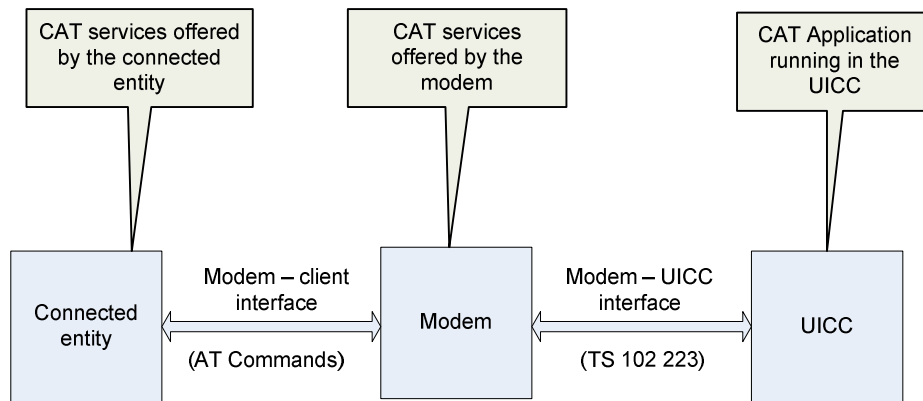 CAT services offered
by the connected
entity
CAT services
offered by the
modem
CAT Application
running in the
UICC
Connected
entity
Modem – client
interface
(AT Commands)
Modem
Modem – UICC
interface
(TS 102 223)
UICC